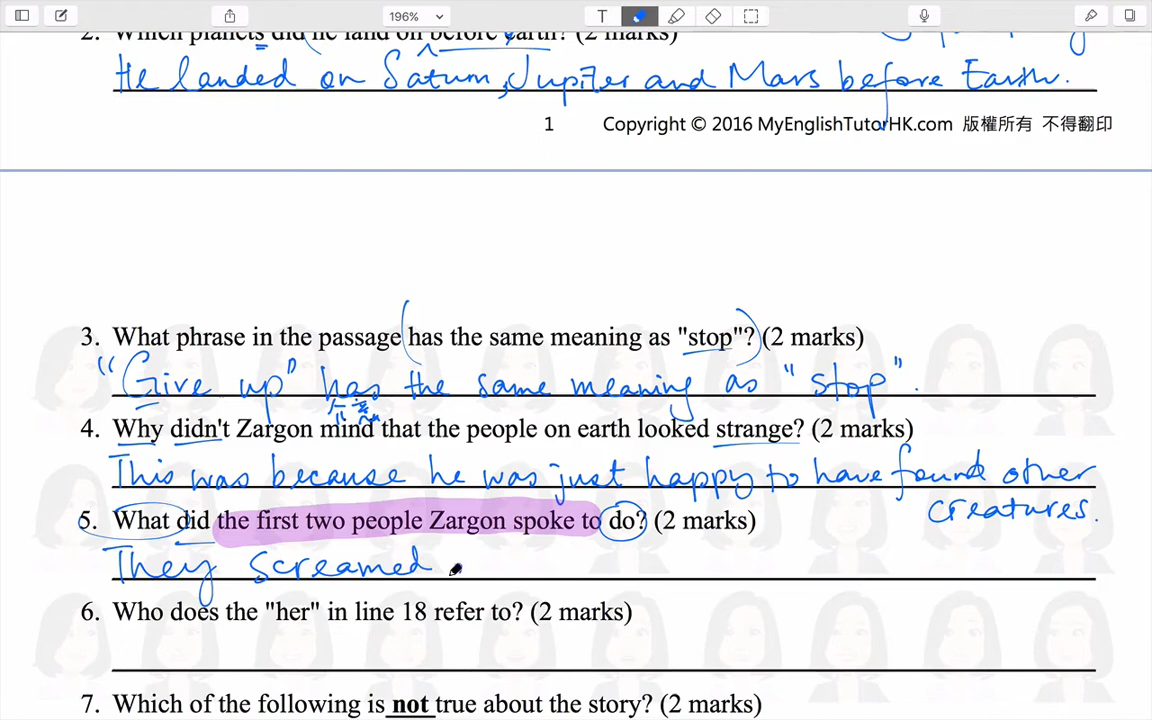 196%
T
2. Which planets did he land on before earth? (2 marks)
He landed on Saturn, Jupiter and Mars before Earth.
1 Copyright © 2016 MyEnglishTutorHK.com 版權所有 不得翻印
3. What phrase in the passage (has the same meaning as "stop"?) (2 marks)
"Give up" has the same meaning as "stop".
介意
4. Why didn't Zargon mind that the people on earth looked strange? (2 marks)
This was because he was just happy to have found other
creatures.
5. What did the first two people Zargon spoke to do? (2 marks)
They screamed
6. Who does the "her" in line 18 refer to? (2 marks)
7. Which of the following is not true about the story? (2 marks)